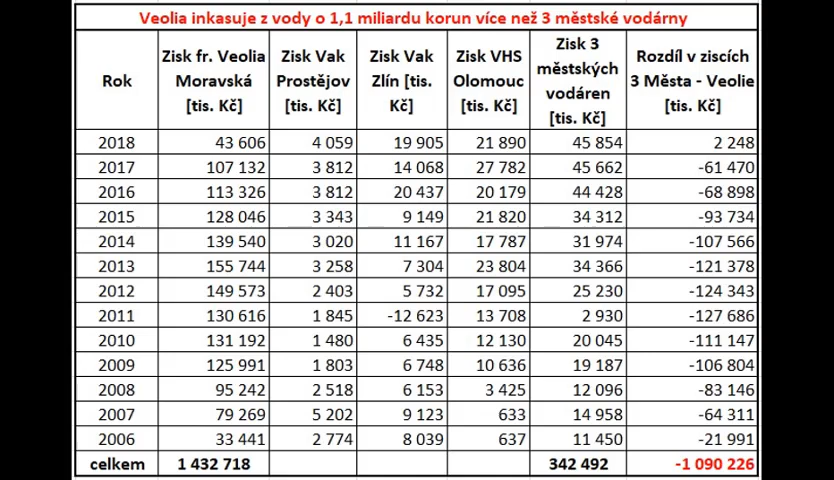 Veolia inkasuje z vody o 1,1 miliardu korun více než 3 městské vodárny
Rok | Zisk fr. Veolia Moravská [tis. Kč] | Zisk Vak Prostějov [tis. Kč] | Zisk Vak Zlín [tis. Kč] | Zisk VHS Olomouc [tis. Kč] | Zisk 3 městských vodáren [tis. Kč] | Rozdíl v ziscích 3 Města - Veolie [tis. Kč]
2018 | 43 606 | 4 059 | 19 905 | 21 890 | 45 854 | 2 248
2017 | 107 132 | 3 812 | 14 068 | 27 782 | 45 662 | -61 470
2016 | 113 326 | 3 812 | 20 437 | 20 179 | 44 428 | -68 898
2015 | 128 046 | 3 343 | 9 149 | 21 820 | 34 312 | -93 734
2014 | 139 540 | 3 020 | 11 167 | 17 787 | 31 974 | -107 566
2013 | 155 744 | 3 258 | 7 304 | 23 804 | 34 366 | -121 378
2012 | 149 573 | 2 403 | 5 732 | 17 095 | 25 230 | -124 343
2011 | 130 616 | 1 845 | -12 623 | 13 708 | 2 930 | -127 686
2010 | 131 192 | 1 480 | 6 435 | 12 130 | 20 045 | -111 147
2009 | 125 991 | 1 803 | 6 748 | 10 636 | 19 187 | -106 804
2008 | 95 242 | 2 518 | 6 153 | 3 425 | 12 096 | -83 146
2007 | 79 269 | 5 202 | 9 123 | 633 | 14 958 | -64 311
2006 | 33 441 | 2 774 | 8 039 | 637 | 11 450 | -21 991
celkem | 1 432 718 | 342 492 | -1 090 226